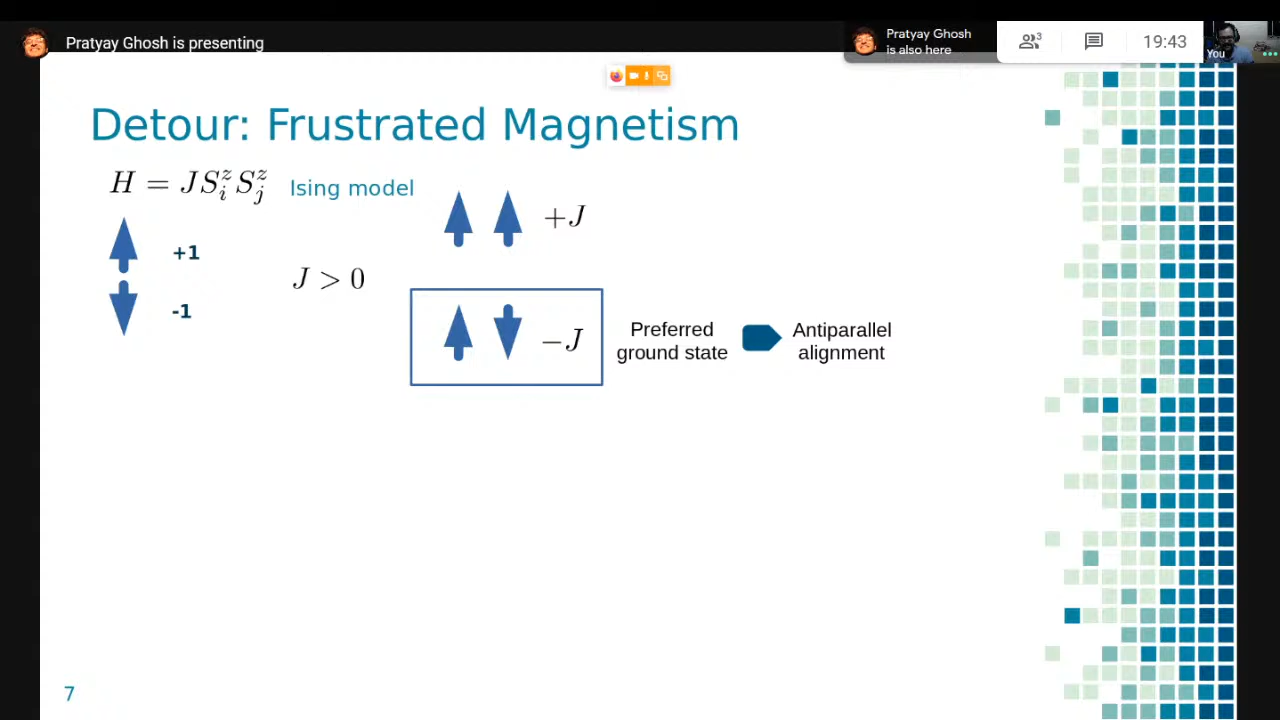 Pratyay Ghosh is presenting
Pratyay Ghosh
is also here
3
19:43
You
Detour: Frustrated Magnetism
H = JS_i^z S_j^z
Ising model
+J
+1
J > 0
-1
−J
Preferred
ground state
Antiparallel
alignment
7